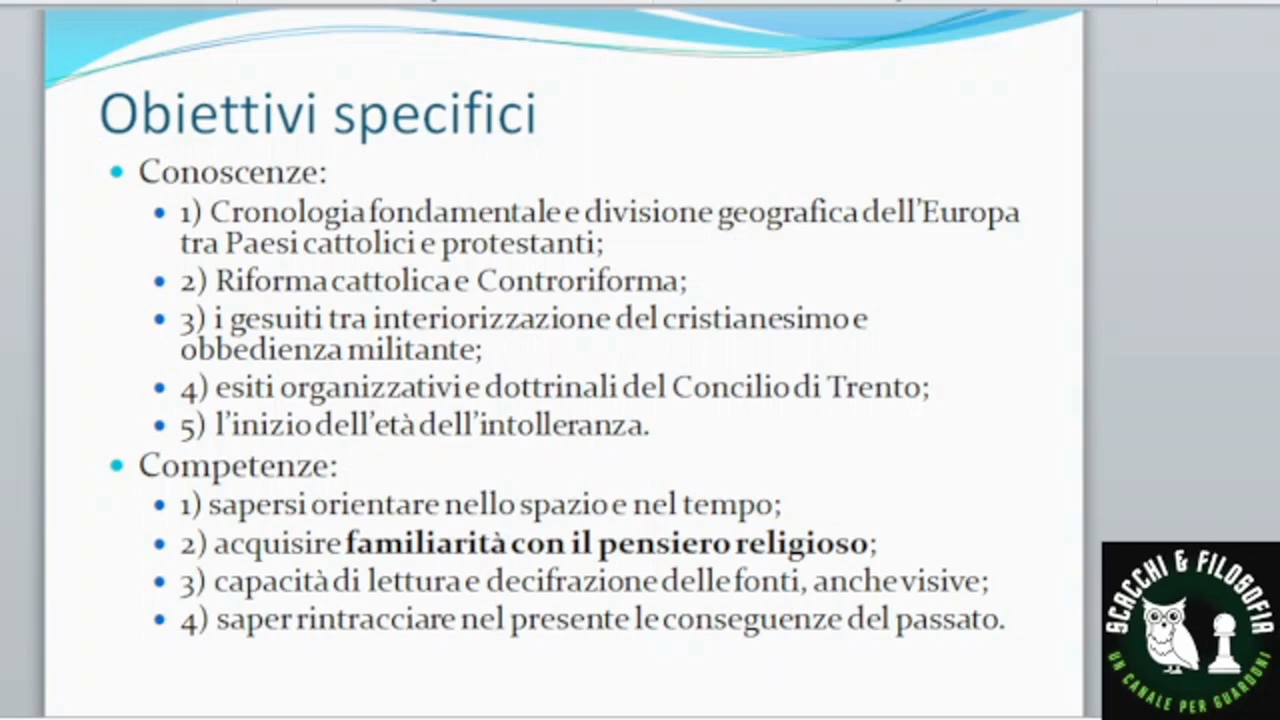 Obiettivi specifici
Conoscenze:
1) Cronologia fondamentale e divisione geografica dell’Europa
tra Paesi cattolici e protestanti;
2) Riforma cattolica e Controriforma;
3) i gesuiti tra interiorizzazione del cristianesimo e
obbedienza militante;
4) esiti organizzativi e dottrinali del Concilio di Trento;
5) l’inizio dell’età dell’intolleranza.
Competenze:
1) sapersi orientare nello spazio e nel tempo;
2) acquisire familiarità con il pensiero religioso;
3) capacità di lettura e decifrazione delle fonti, anche visive;
4) saper rintracciare nel presente le conseguenze del passato.
SCACCHI & FILOSOFIA
UN CANALE PER GUARDONI